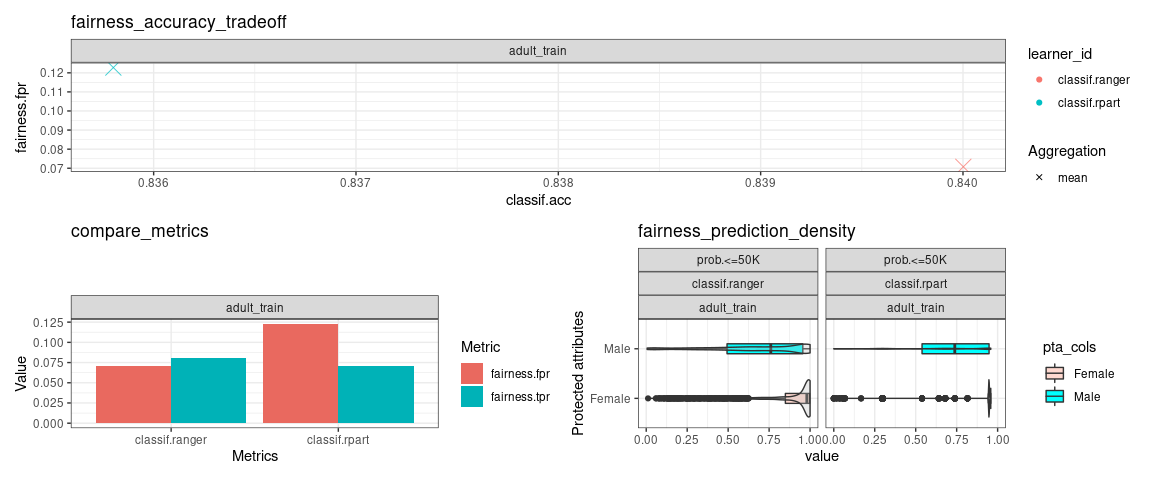 fairness_accuracy_tradeoff
adult_train
0.12
0.11
0.10
0.09
0.08
0.07
fairness.fpr
0.836
0.837
0.838
0.839
0.840
classif.acc
learner_id
classif.ranger
classif.rpart
Aggregation
mean
compare_metrics
adult_train
0.125
0.100
0.075
0.050
0.025
0.000
Value
classif.ranger
classif.rpart
Metrics
Metric
fairness.fpr
fairness.tpr
fairness_prediction_density
prob.<=50K
prob.<=50K
classif.ranger
classif.rpart
adult_train
adult_train
Protected attributes
Male
Female
0.00
0.25
0.50
0.75
1.00
0.00
0.25
0.50
0.75
1.00
value
pta_cols
Female
Male